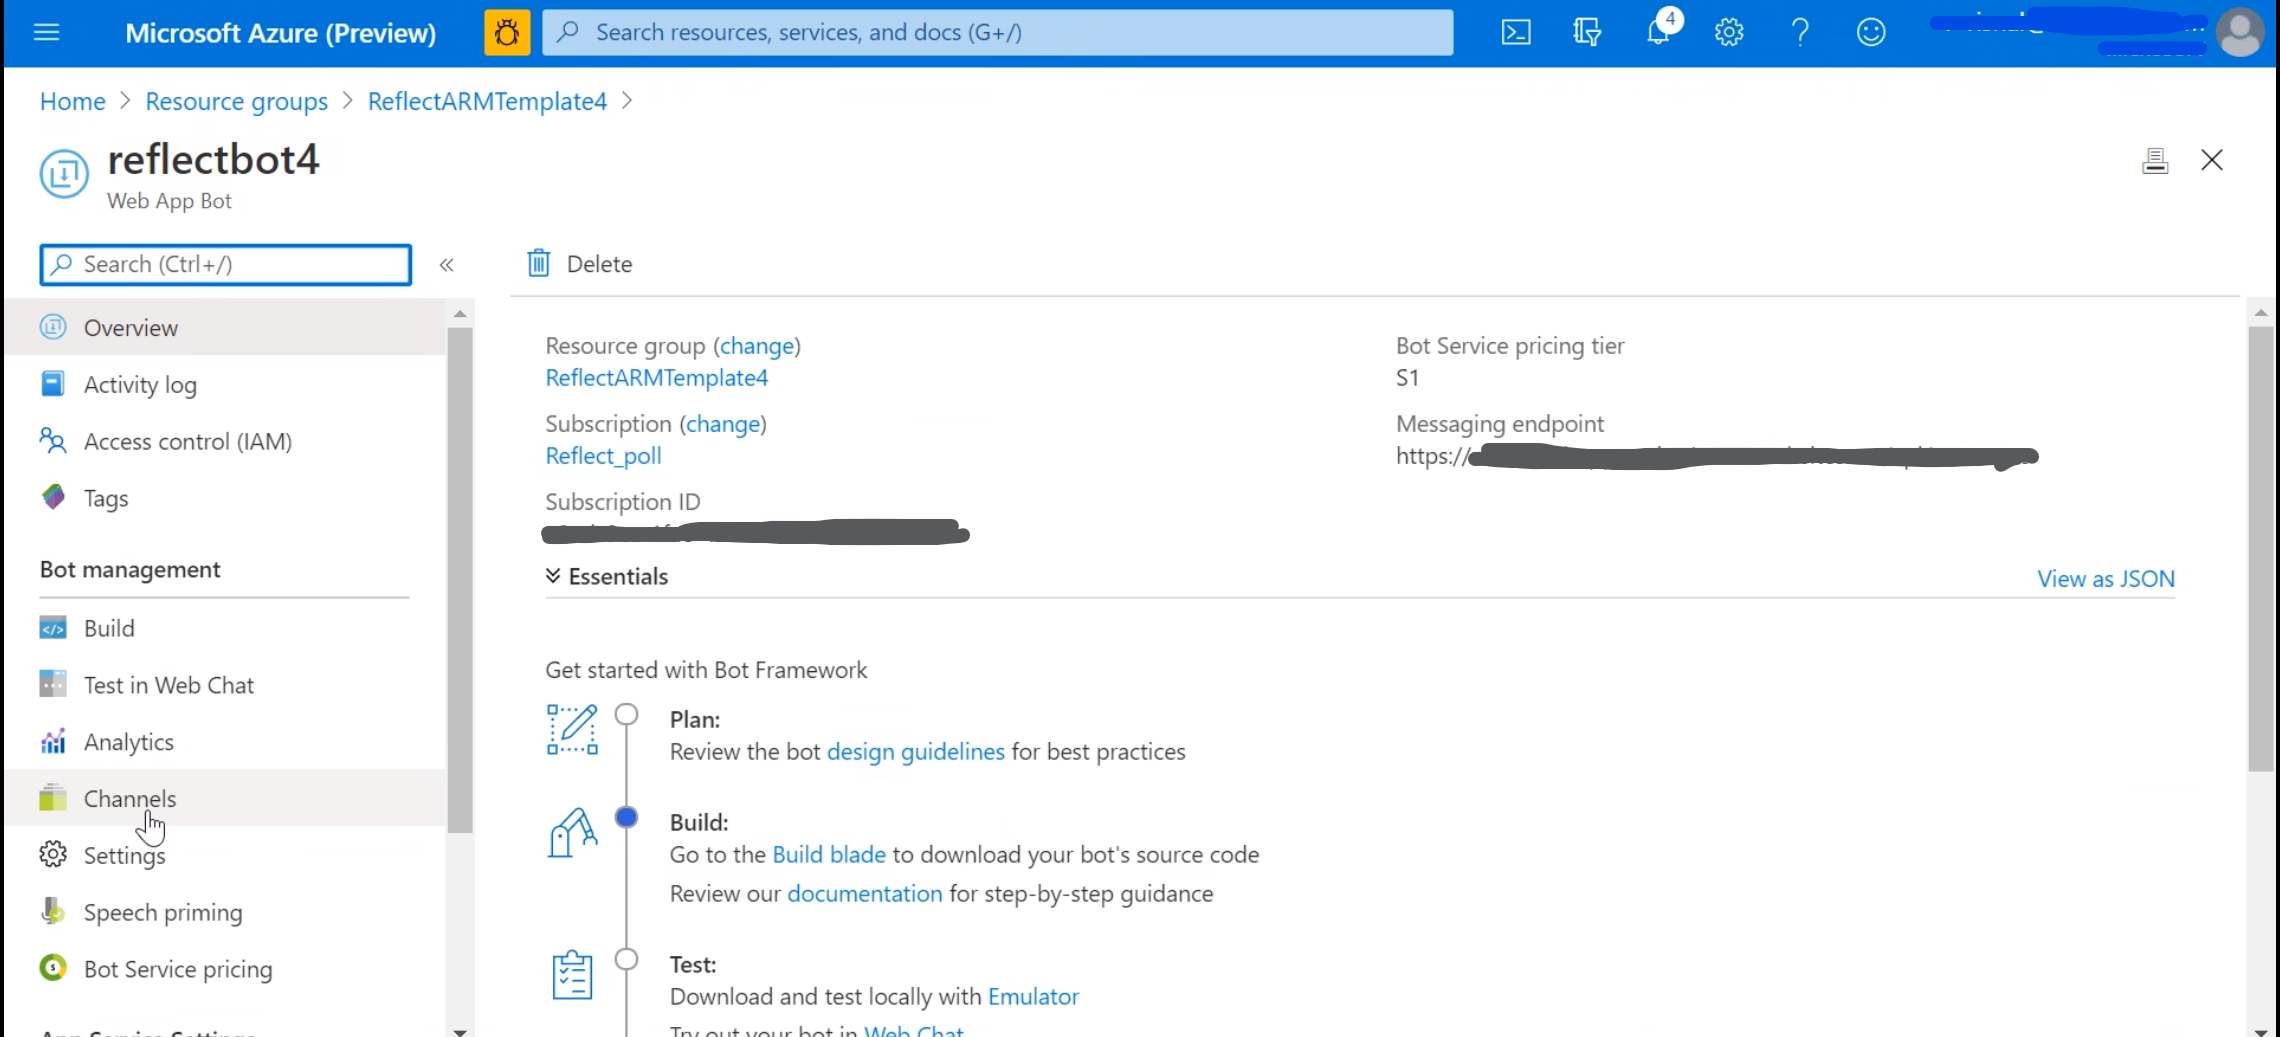 Microsoft Azure (Preview)
Search resources, services, and docs (G+/)
4
Home > Resource groups > ReflectARMTemplate4 >
reflectbot4
Web App Bot
Search (Ctrl+/)
«
Delete
Overview
Activity log
Access control (IAM)
Tags
Bot management
Build
Test in Web Chat
Analytics
Channels
Settings
Speech priming
Bot Service pricing
App Service Settings
Resource group (change)
ReflectARMTemplate4
Subscription (change)
Reflect_poll
Subscription ID
Bot Service pricing tier
S1
Messaging endpoint
https://
Essentials
View as JSON
Get started with Bot Framework
Plan:
Review the bot design guidelines for best practices
Build:
Go to the Build blade to download your bot's source code
Review our documentation for step-by-step guidance
Test:
Download and test locally with Emulator
Try out your bot in Web Chat